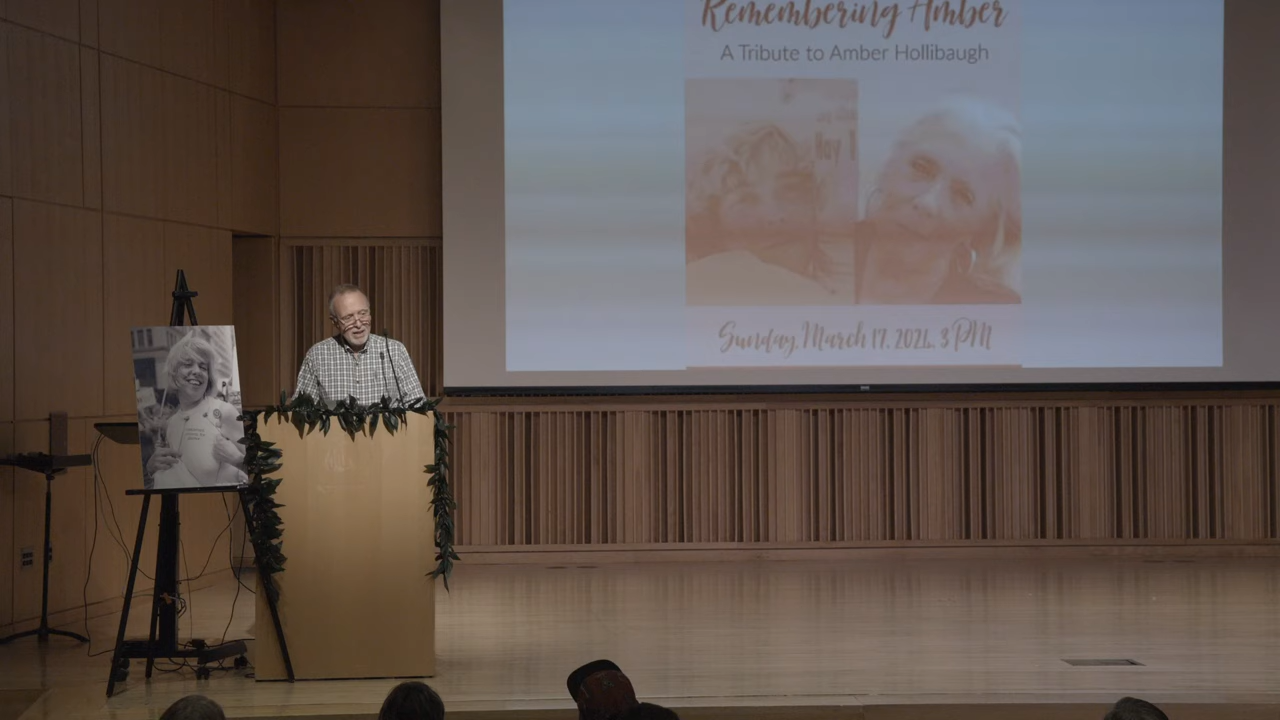 Remembering Amber
A Tribute to Amber Hollibaugh
Sunday, March 17, 2024, 3 PM